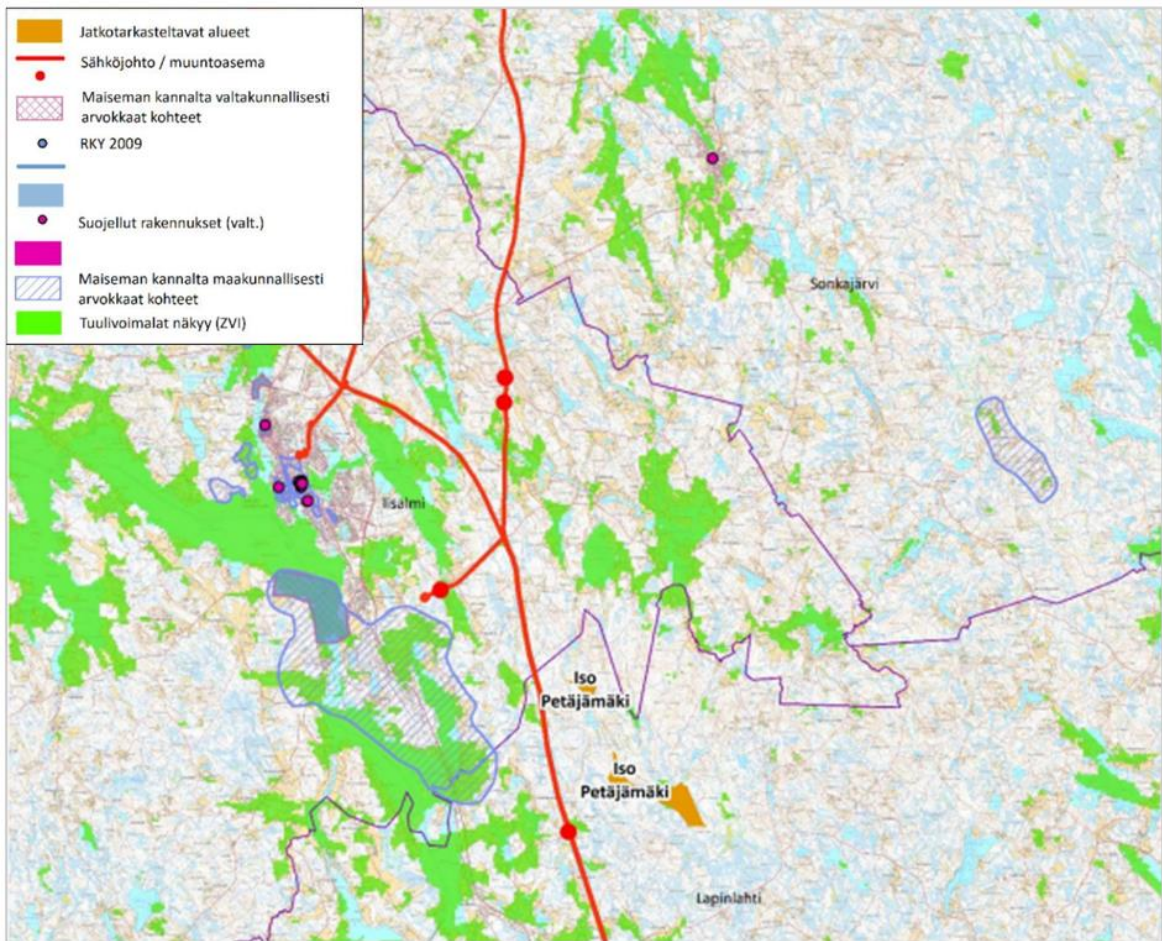 Jatkotarkasteltavat alueet
Sähköjohto / muuntoasema
Maiseman kannalta valtakunnallisesti
arvokkaat kohteet
RKY 2009
Suojellut rakennukset (valt.)
Maiseman kannalta maakunnallisesti
arvokkaat kohteet
Tuulivoimalat näkyy (ZVI)
Sonkajärvi
Iisalmi
Iso
Petäjämäki
Iso
Petäjämäki
Lapinlahti